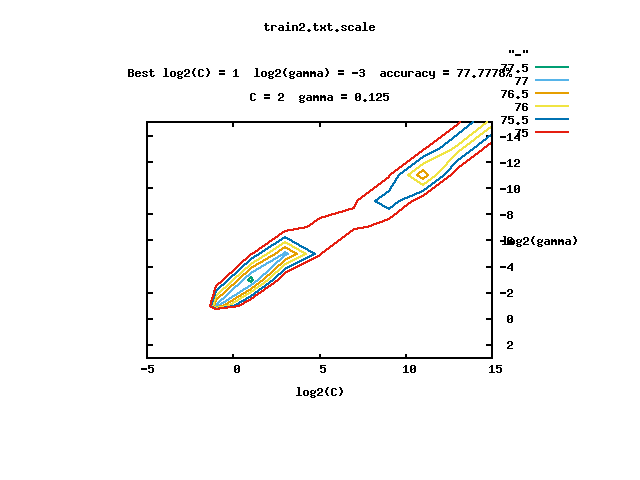 train2.txt.scale
"-"
Best log2(C) = 1 log2(gamma) = -3 accuracy = 77.7778%
77.5
77
C = 2 gamma = 0.125
76.5
76
75.5
75
-14
-12
-10
-8
-6
log2(gamma)
-4
-2
0
2
-5 0 5 10 15
log2(C)